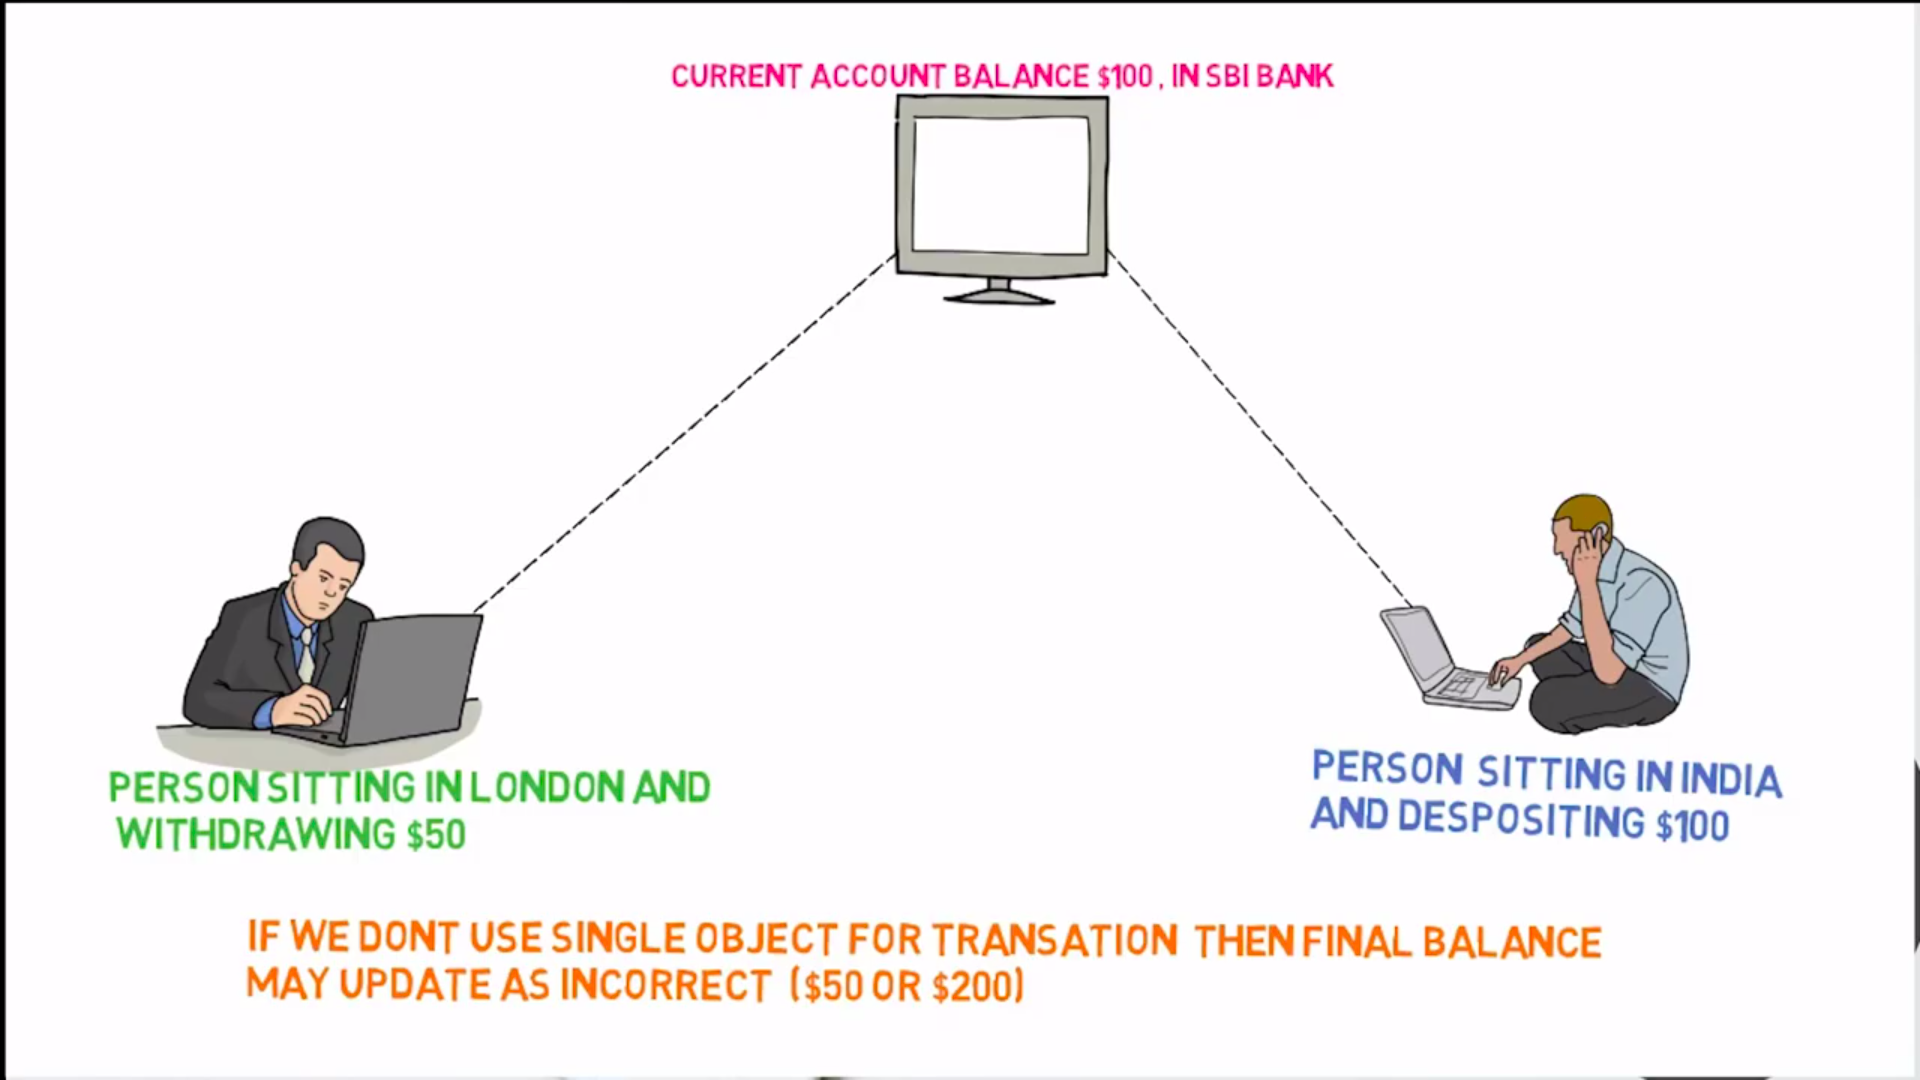 CURRENT ACCOUNT BALANCE $100, IN SBI BANK
PERSON SITTING IN LONDON AND
WITHDRAWING $50
PERSON SITTING IN INDIA
AND DESPOSITING $100
IF WE DONT USE SINGLE OBJECT FOR TRANSATION THEN FINAL BALANCE
MAY UPDATE AS INCORRECT ($50 OR $200)